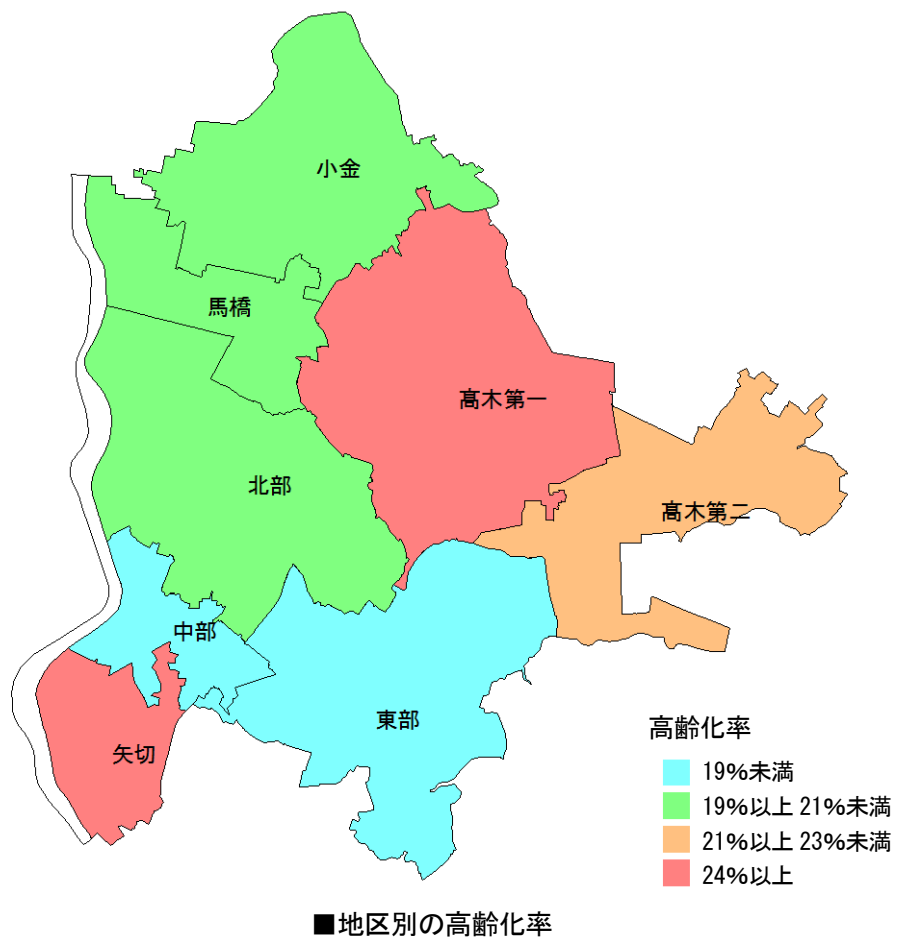 小金
馬橋
髙木第一
北部
髙木第二
中部
東部
矢切
高齢化率
19%未満
19%以上 21%未満
21%以上 23%未満
24%以上
■地区別の高齢化率